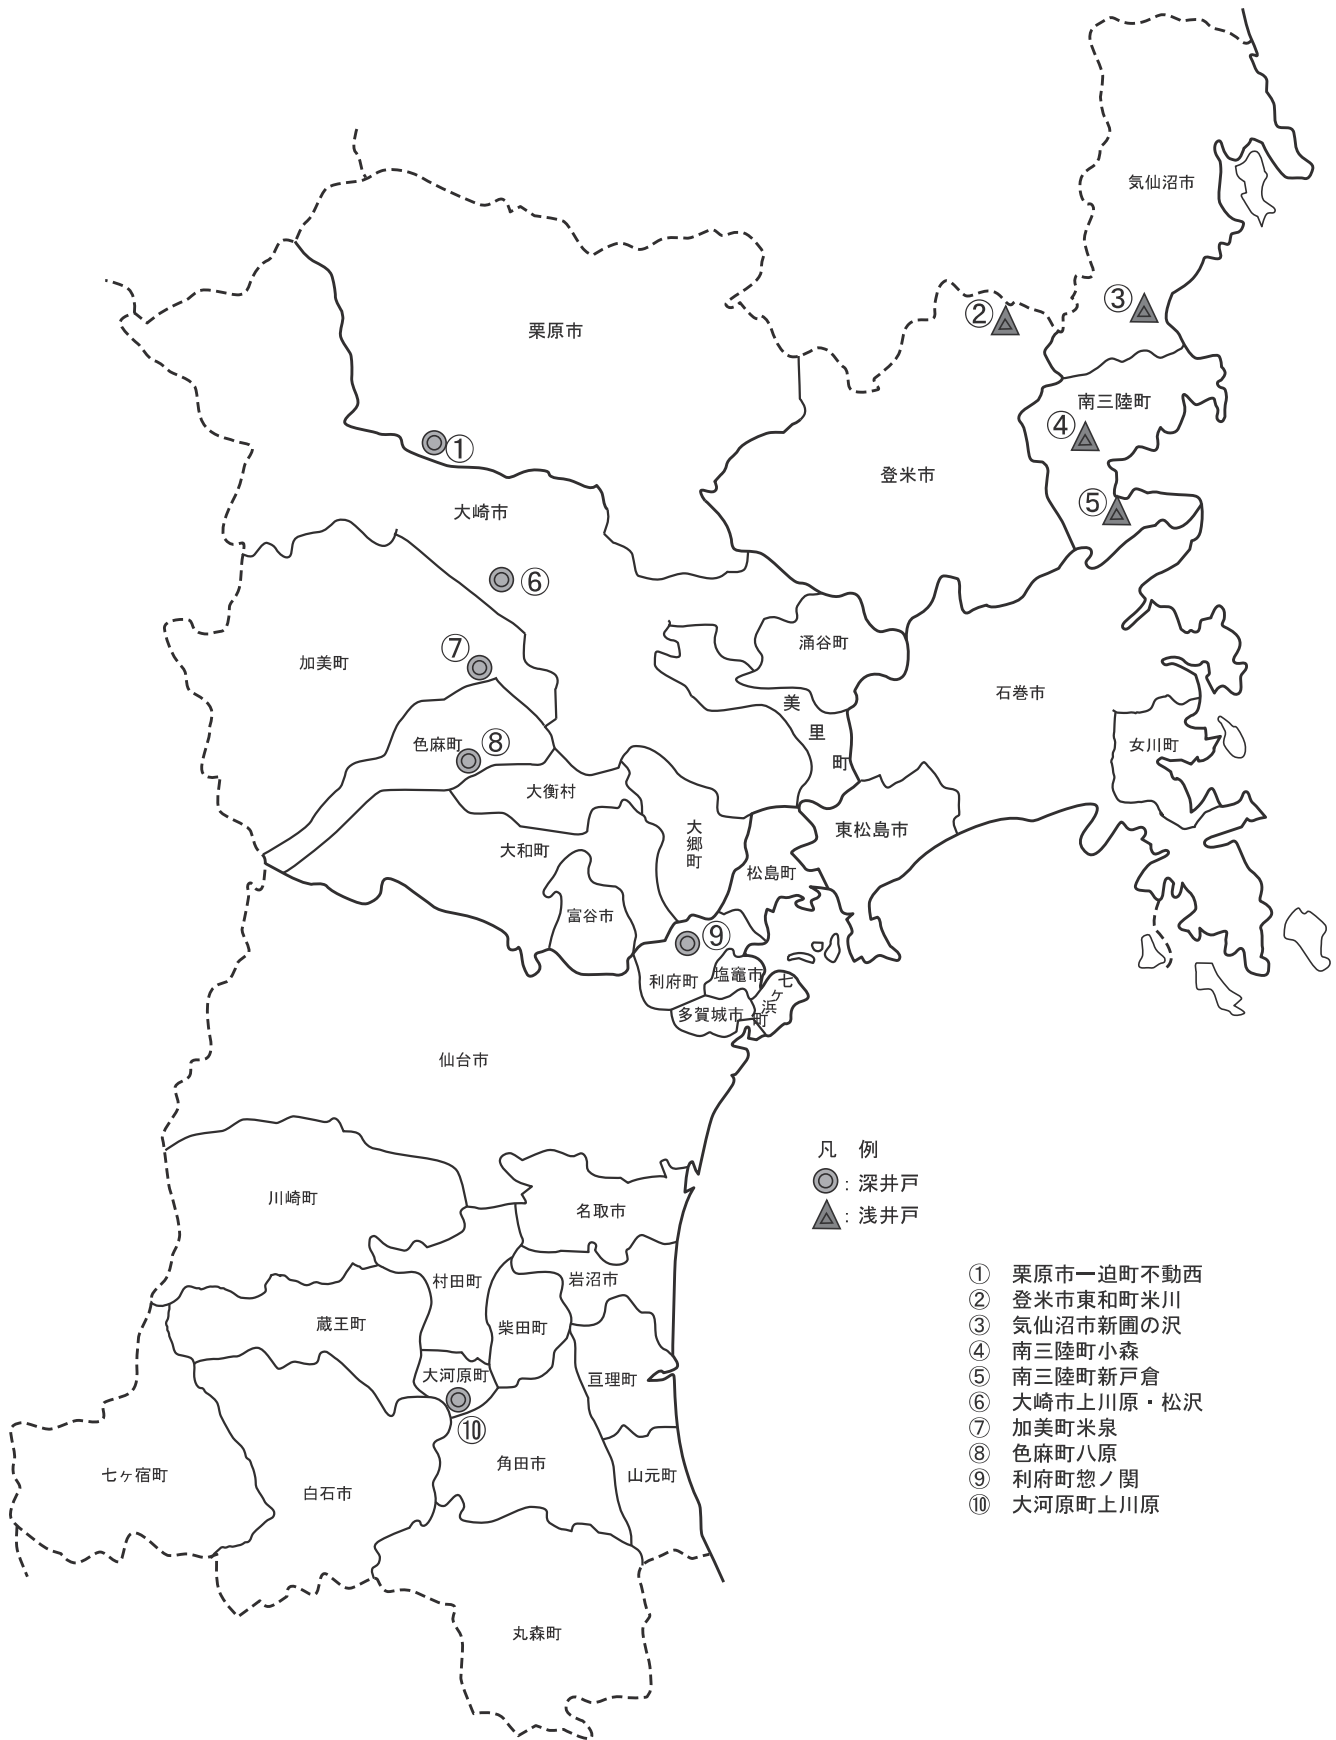 気仙沼市
③
②
栗原市
南三陸町
④
①
登米市
⑤
大崎市
⑥
涌谷町
⑦
加美町
石巻市
美里町
女川町
色麻町
⑧
大衡村
東松島市
大郷町
大和町
松島町
富谷市
⑨
利府町
塩竈市
七ヶ浜町
多賀城市
仙台市
川崎町
名取市
村田町
岩沼市
蔵王町
柴田町
大河原町
亘理町
⑩
角田市
七ヶ宿町
白石市
山元町
丸森町
凡 例
：深井戸
：浅井戸
① 栗原市一迫町不動西
② 登米市東和町米川
③ 気仙沼市新圃の沢
④ 南三陸町小森
⑤ 南三陸町新戸倉
⑥ 大崎市上川原・松沢
⑦ 加美町米泉
⑧ 色麻町八原
⑨ 利府町惣ノ関
⑩ 大河原町上川原